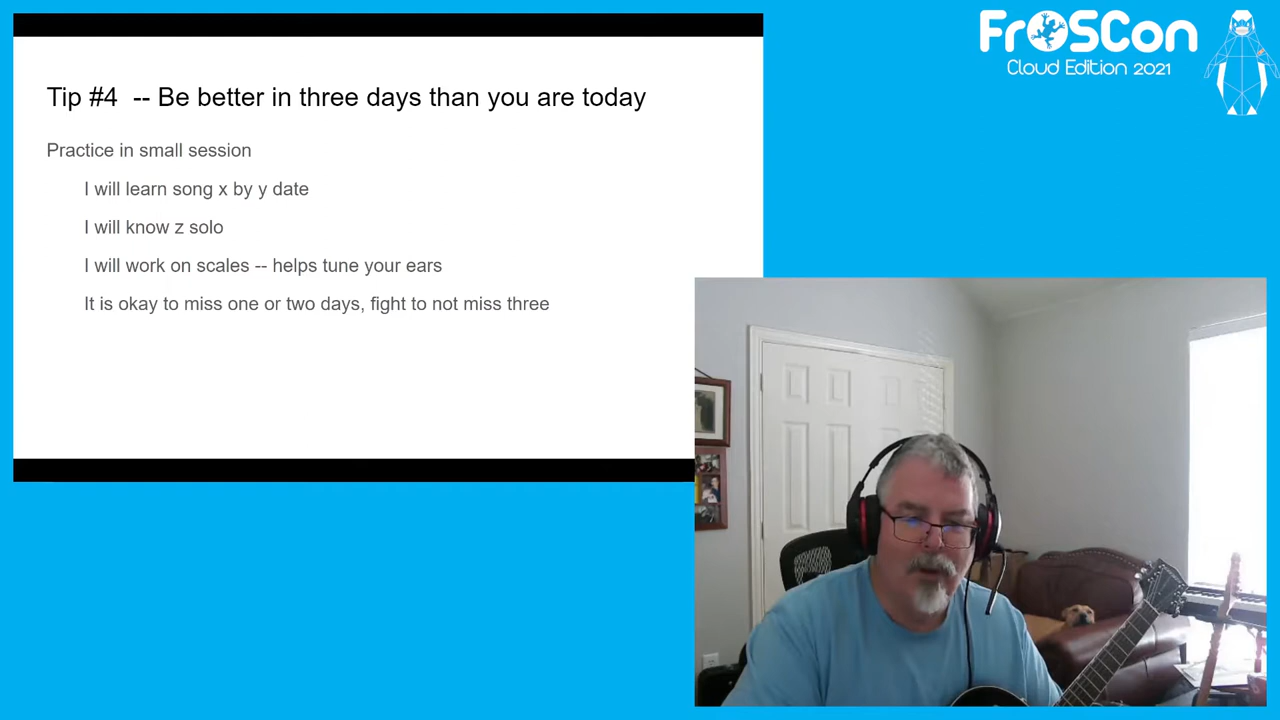 Tip #4 -- Be better in three days than you are today
Practice in small session
I will learn song x by y date
I will know z solo
I will work on scales -- helps tune your ears
It is okay to miss one or two days, fight to not miss three
FrOSCon
Cloud Edition 2021